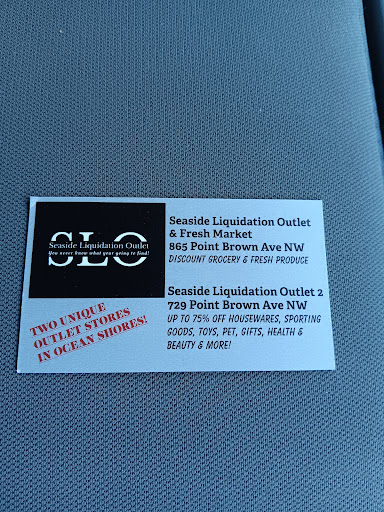 SLO
Seaside Liquidation Outlet
You never know what your going to find!
TWO UNIQUE
OUTLET STORES
IN OCEAN SHORES!
Seaside Liquidation Outlet
& Fresh Market
865 Point Brown Ave NW
DISCOUNT GROCERY & FRESH PRODUCE
Seaside Liquidation Outlet 2
729 Point Brown Ave NW
UP TO 75% OFF HOUSEWARES, SPORTING
GOODS, TOYS, PET, GIFTS, HEALTH &
BEAUTY & MORE!